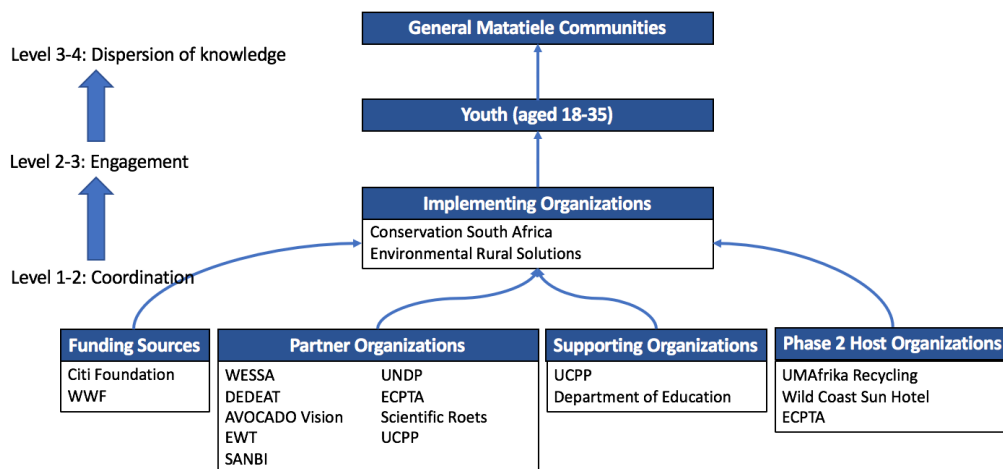 General Matatiele Communities
Level 3-4: Dispersion of knowledge
Youth (aged 18-35)
Level 2-3: Engagement
Implementing Organizations
Conservation South Africa
Environmental Rural Solutions
Level 1-2: Coordination
Funding Sources
Citi Foundation
WWF
Partner Organizations
WESSA
DEDEAT
AVOCADO Vision
EWT
SANBI
UNDP
ECPTA
Scientific Roets
UCPP
Supporting Organizations
UCPP
Department of Education
Phase 2 Host Organizations
UMAfrika Recycling
Wild Coast Sun Hotel
ECPTA